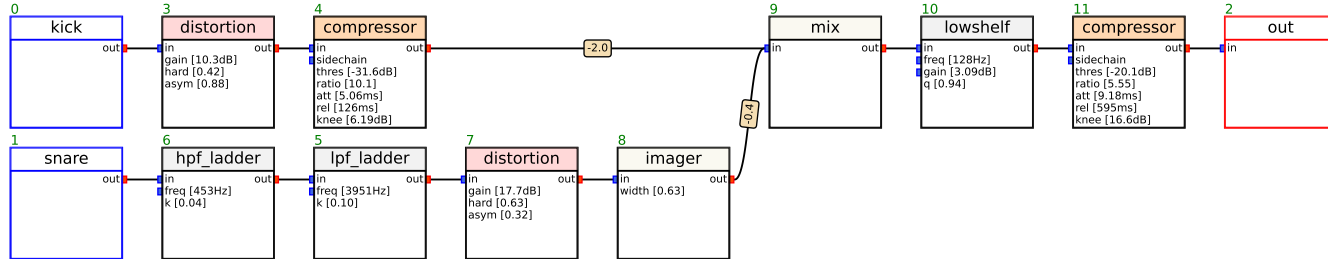 0
kick
out
3
distortion
in out
gain [10.3dB]
hard [0.42]
asym [0.88]
4
compressor
in out
sidechain
thres [-31.6dB]
ratio [10.1]
att [5.06ms]
rel [126ms]
knee [6.19dB]
-2.0
9
mix
in out
10
lowshelf
in out
freq [128Hz]
gain [3.09dB]
q [0.94]
11
compressor
in out
sidechain
thres [-20.1dB]
ratio [5.55]
att [9.18ms]
rel [595ms]
knee [16.6dB]
2
out
in
1
snare
out
6
hpf_ladder
in out
freq [453Hz]
k [0.04]
5
lpf_ladder
in out
freq [3951Hz]
k [0.10]
7
distortion
in out
gain [17.7dB]
hard [0.63]
asym [0.32]
8
imager
in out
width [0.63]
-0.4